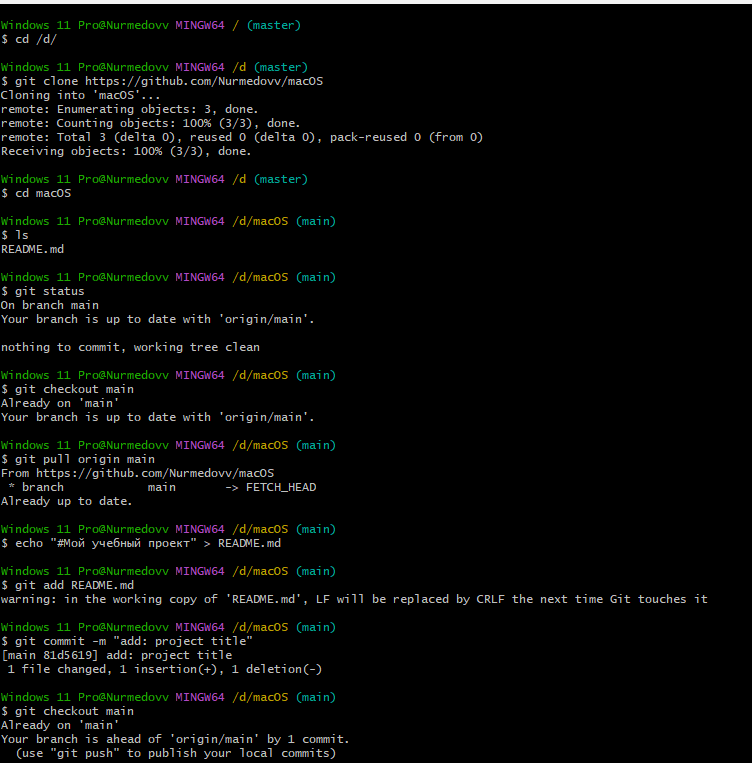 Windows 11 Pro@Nurmedovv MINGW64 / (master)
$ cd /d/
Windows 11 Pro@Nurmedovv MINGW64 /d (master)
$ git clone https://github.com/Nurmedovv/macOS
Cloning into 'macOS'...
remote: Enumerating objects: 3, done.
remote: Counting objects: 100% (3/3), done.
remote: Total 3 (delta 0), reused 0 (delta 0), pack-reused 0 (from 0)
Receiving objects: 100% (3/3), done.
Windows 11 Pro@Nurmedovv MINGW64 /d (master)
$ cd macOS
Windows 11 Pro@Nurmedovv MINGW64 /d/macOS (main)
$ ls
README.md
Windows 11 Pro@Nurmedovv MINGW64 /d/macOS (main)
$ git status
On branch main
Your branch is up to date with 'origin/main'.
nothing to commit, working tree clean
Windows 11 Pro@Nurmedovv MINGW64 /d/macOS (main)
$ git checkout main
Already on 'main'
Your branch is up to date with 'origin/main'.
Windows 11 Pro@Nurmedovv MINGW64 /d/macOS (main)
$ git pull origin main
From https://github.com/Nurmedovv/macOS
 * branch            main       -> FETCH_HEAD
Already up to date.
Windows 11 Pro@Nurmedovv MINGW64 /d/macOS (main)
$ echo "#Мой учебный проект" > README.md
Windows 11 Pro@Nurmedovv MINGW64 /d/macOS (main)
$ git add README.md
warning: in the working copy of 'README.md', LF will be replaced by CRLF the next time Git touches it
Windows 11 Pro@Nurmedovv MINGW64 /d/macOS (main)
$ git commit -m "add: project title"
[main 81d5619] add: project title
 1 file changed, 1 insertion(+), 1 deletion(-)
Windows 11 Pro@Nurmedovv MINGW64 /d/macOS (main)
$ git checkout main
Already on 'main'
Your branch is ahead of 'origin/main' by 1 commit.
  (use "git push" to publish your local commits)